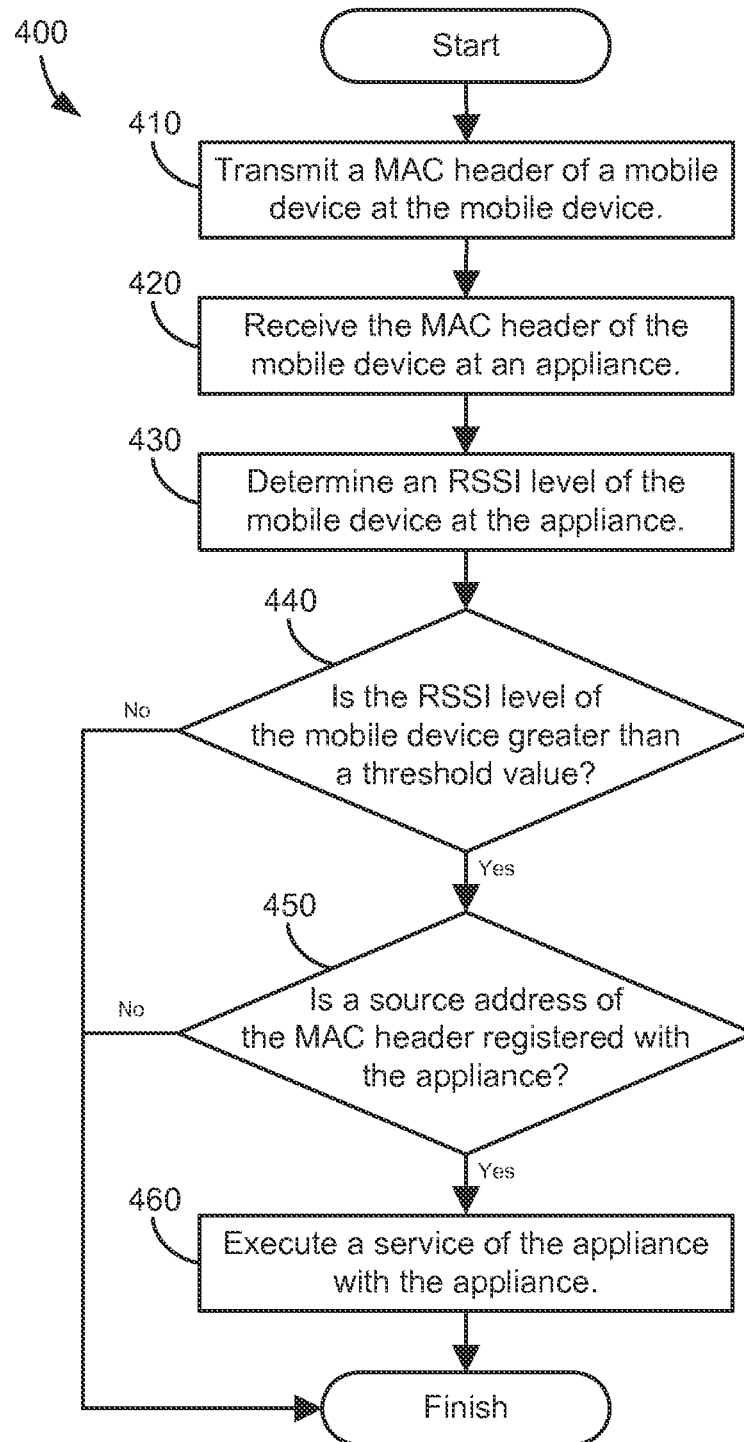 400
Start
410
Transmit a MAC header of a mobile
device at the mobile device.
420
Receive the MAC header of the
mobile device at an appliance.
430
Determine an RSSI level of the
mobile device at the appliance.
440
Is the RSSI level of
the mobile device greater than
a threshold value?
No
Yes
450
Is a source address of
the MAC header registered with
the appliance?
No
Yes
460
Execute a service of the appliance
with the appliance.
Finish